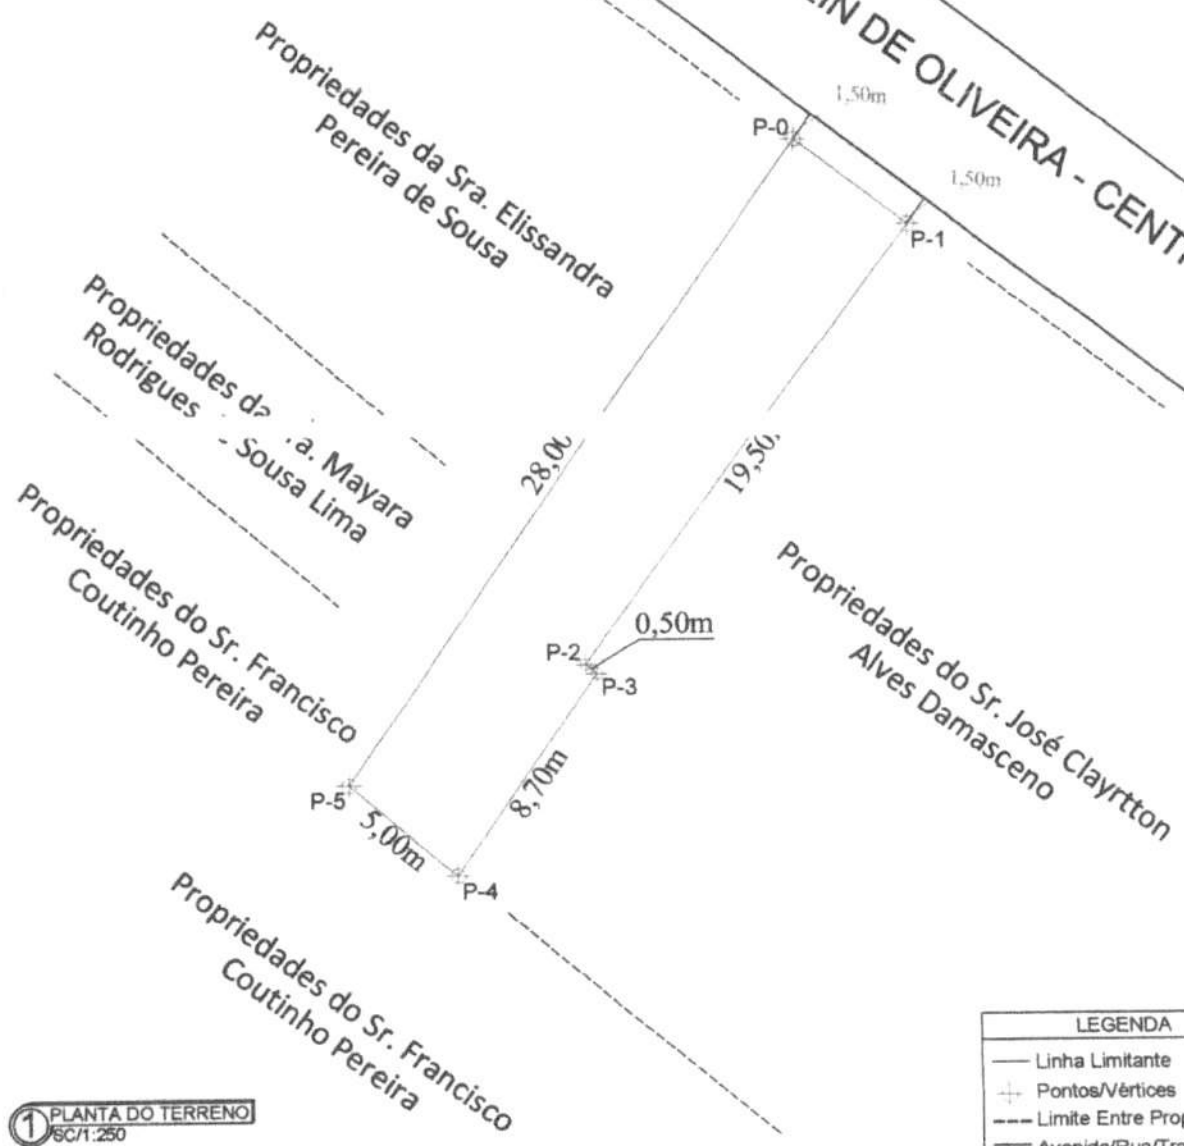 DE OLIVEIRA - CENT
1,50m
P-0
1,50m
P-1
Propriedades da Sra. Elissandra
Pereira de Sousa
Propriedades da .a. Mayara
Rodrigues Sousa Lima
28,0
19,50
Propriedades do Sr. Francisco
Coutinho Pereira
0,50m
P-2
P-3
Propriedades do Sr. José Clayrtton
Alves Damasceno
8,70m
P-5
5,00m
P-4
Propriedades do Sr. Francisco
Coutinho Pereira
LEGENDA
Linha Limitante
Pontos/Vértices
Limite Entre Prop
1 PLANTA DO TERRENO
SC/1:250